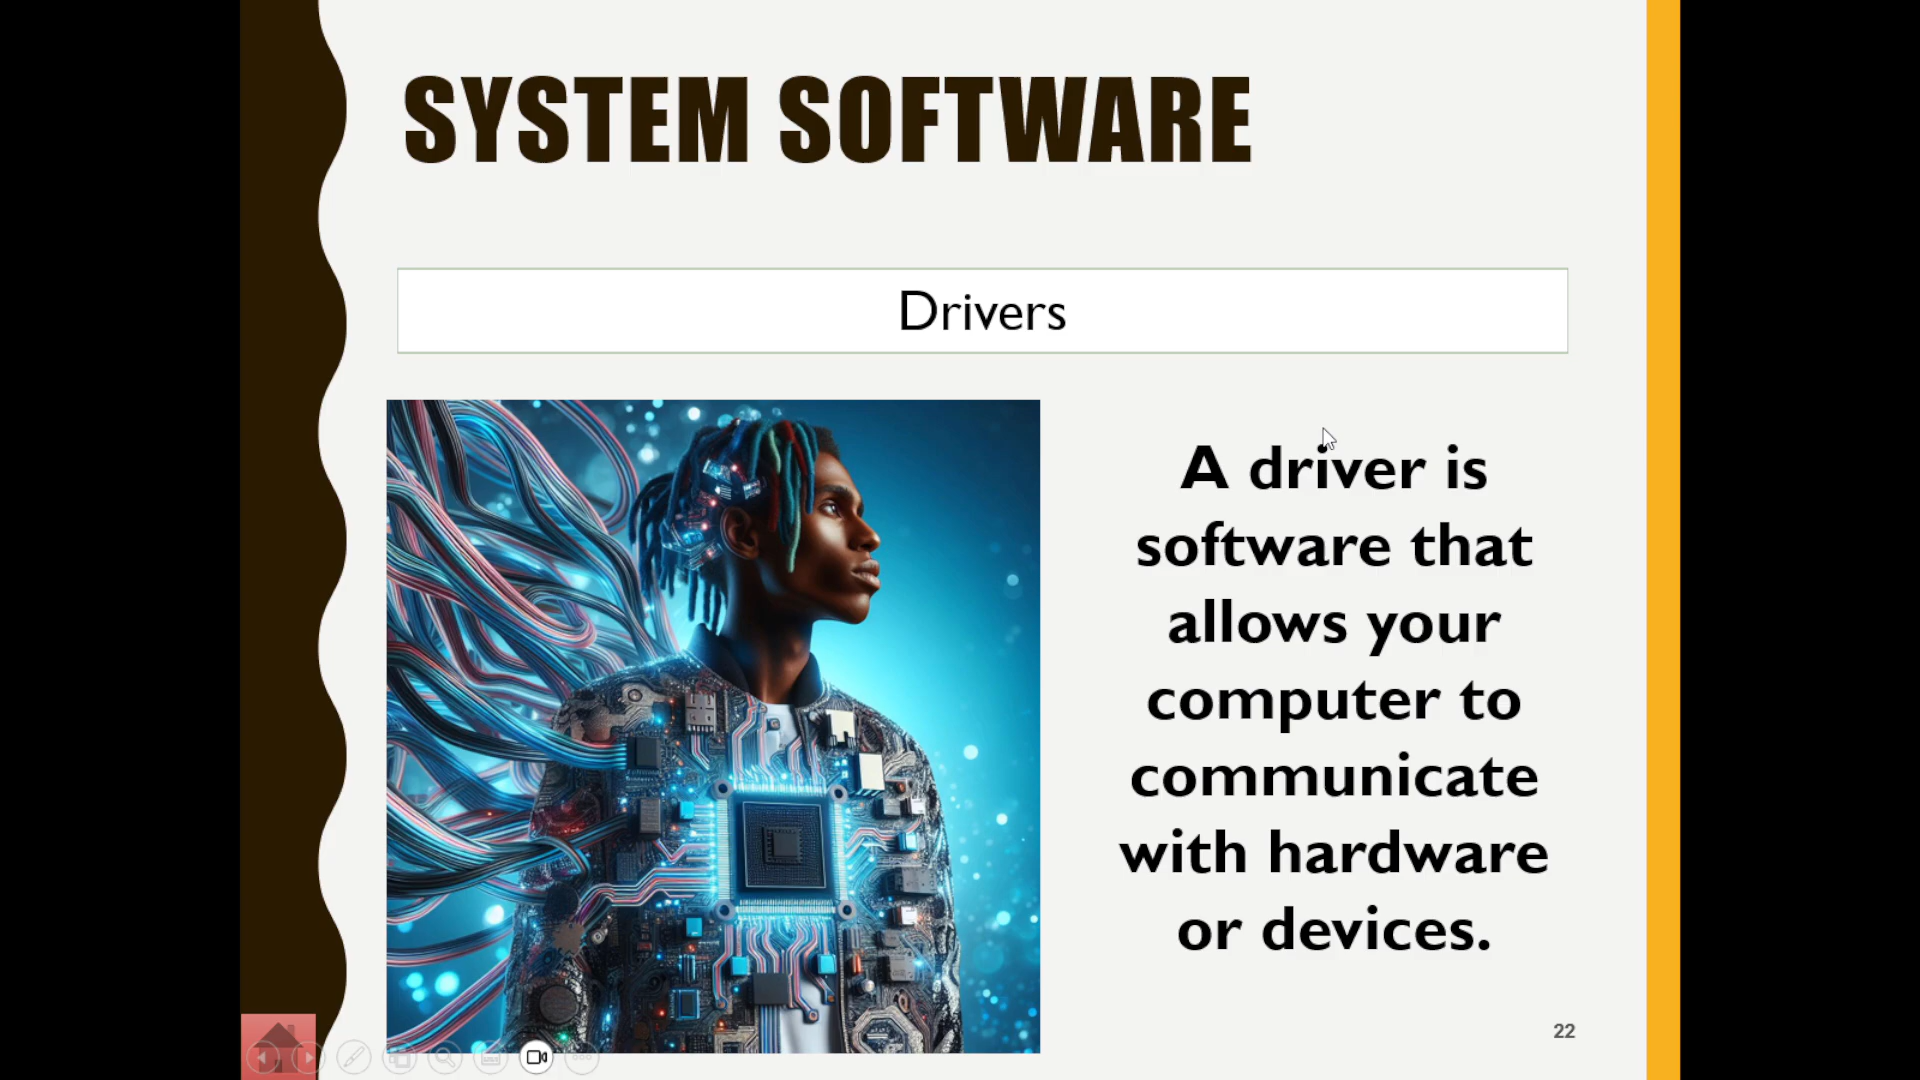 SYSTEM SOFTWARE
Drivers
A driver is
software that
allows your
computer to
communicate
with hardware
or devices.
22